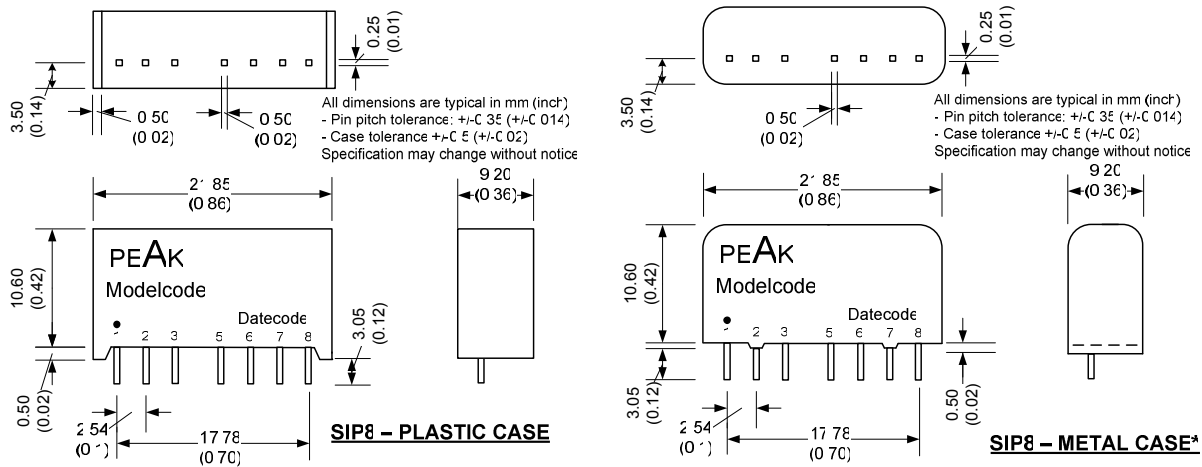 0.25
(0.01)
3.50
(0.14)
0.50
(0.02)
0.50
(0.02)
All dimensions are typical in mm (inch)
- Pin pitch tolerance: +/-0.35 (+/-0.014)
- Case tolerance +/-0.5 (+/-0.02)
Specification may change without notice
21.85
(0.86)
9.20
(0.36)
10.60
(0.42)
PEAK
Modelcode
Datecode
1 2 3 5 6 7 8
3.05
(0.12)
0.50
(0.02)
2.54
(0.1)
17.78
(0.70)
SIP8 – PLASTIC CASE
0.25
(0.01)
3.50
(0.14)
0.50
(0.02)
All dimensions are typical in mm (inch)
- Pin pitch tolerance: +/-0.35 (+/-0.014)
- Case tolerance +/-0.5 (+/-0.02)
Specification may change without notice
21.85
(0.86)
9.20
(0.36)
10.60
(0.42)
PEAK
Modelcode
Datecode
1 2 3 5 6 7 8
3.05
(0.12)
0.50
(0.02)
2.54
(0.1)
17.78
(0.70)
SIP8 – METAL CASE*